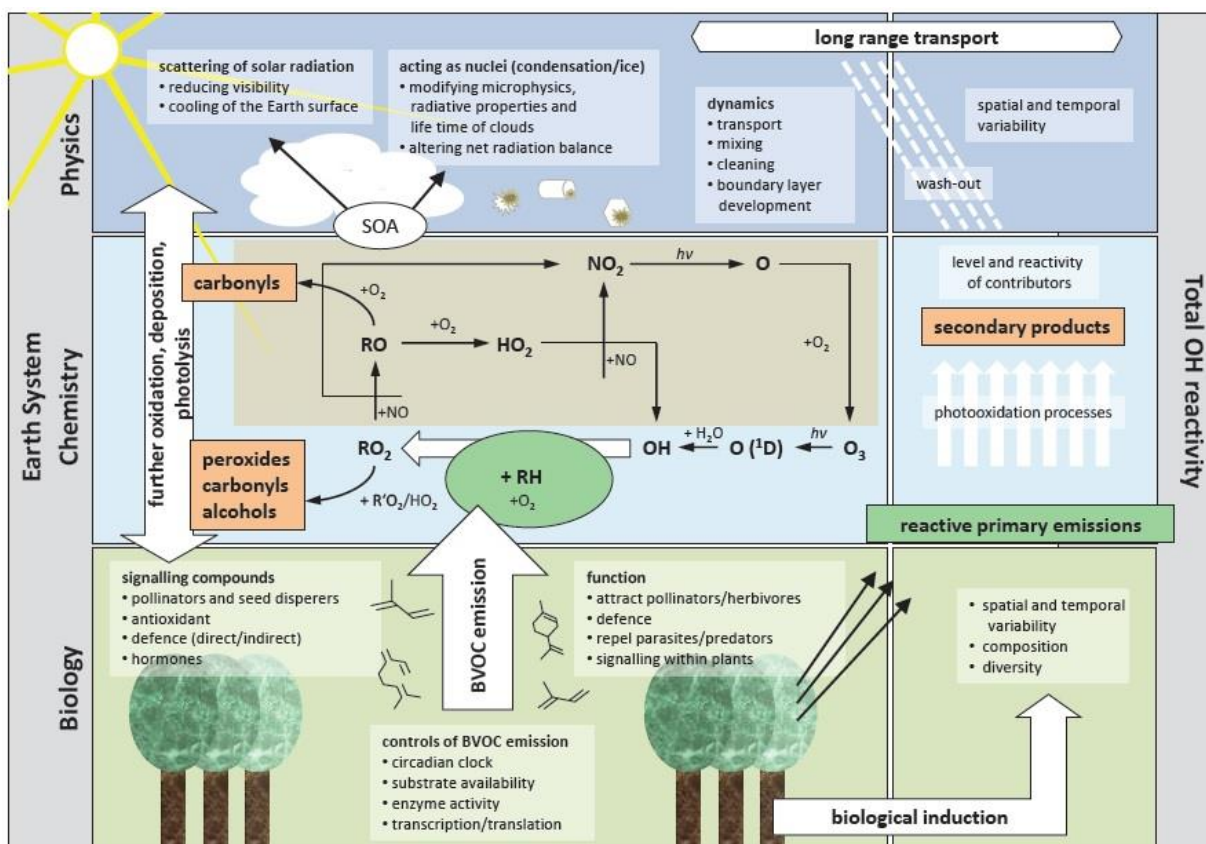 long range transport
scattering of solar radiation
• reducing visibility
• cooling of the Earth surface
acting as nuclei (condensation/ice)
• modifying microphysics,
radiative properties and
life time of clouds
• altering net radiation balance
dynamics
• transport
• mixing
• cleaning
• boundary layer
development
spatial and temporal
variability
wash-out
Physics
SOA
Earth System
Chemistry
further oxidation, deposition,
photolysis
carbonyls
+O₂
RO
+O₂
HO₂
NO₂
hν
O
+NO
+O₂
+NO
RO₂
+ RH
+O₂
OH
+ H₂O
O (¹D)
hν
O₃
peroxides
carbonyls
alcohols
+ R'O₂/HO₂
level and reactivity
of contributors
secondary products
photooxidation processes
Total OH reactivity
reactive primary emissions
Biology
signalling compounds
• pollinators and seed disperers
• antioxidant
• defence (direct/indirect)
• hormones
BVOC emission
function
• attract pollinators/herbivores
• defence
• repel parasites/predators
• signalling within plants
• spatial and temporal
variability
• composition
• diversity
controls of BVOC emission
• circadian clock
• substrate availability
• enzyme activity
• transcription/translation
biological induction